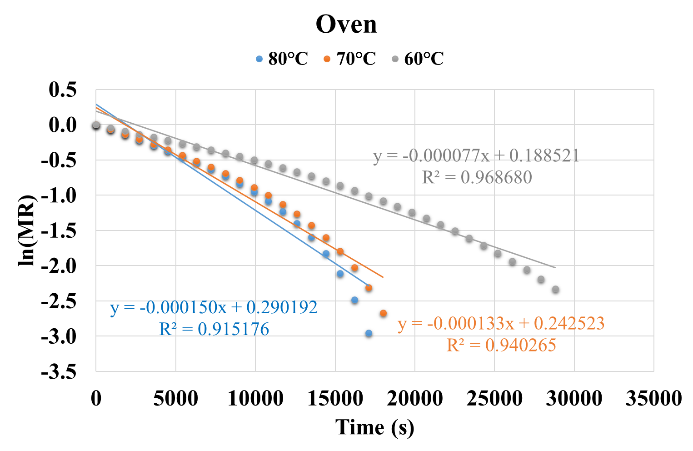 Oven
80°C 70°C 60°C
0.5
0.0
-0.5
-1.0
-1.5
-2.0
-2.5
-3.0
-3.5
ln(MR)
y = -0.000077x + 0.188521
R² = 0.968680
y = -0.000150x + 0.290192
R² = 0.915176
y = -0.000133x + 0.242523
R² = 0.940265
0 5000 10000 15000 20000 25000 30000 35000
Time (s)